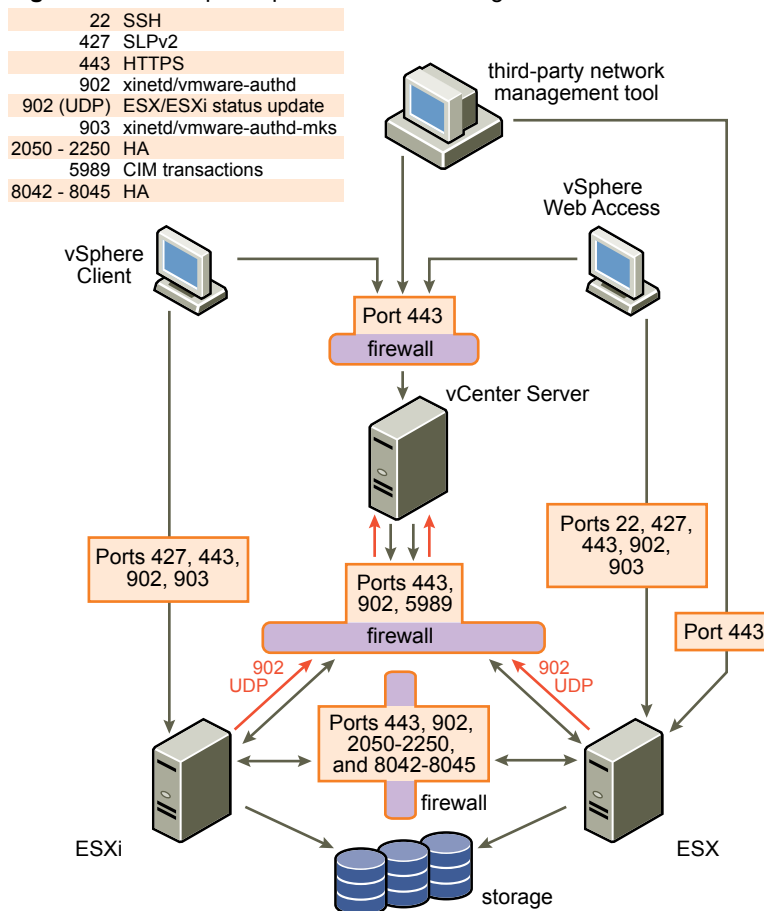 22 SSH
427 SLPv2
443 HTTPS
902 xinetd/vmware-authd
902 (UDP) ESX/ESXi status update
903 xinetd/vmware-authd-mks
2050 - 2250 HA
5989 CIM transactions
8042 - 8045 HA
third-party network
management tool
vSphere
Web Access
vSphere
Client
Port 443
firewall
vCenter Server
Ports 427, 443,
902, 903
Ports 22, 427,
443, 902,
903
Ports 443,
902, 5989
firewall
Port 443
902
UDP
902
UDP
Ports 443, 902,
2050-2250,
and 8042-8045
firewall
ESXi
ESX
storage